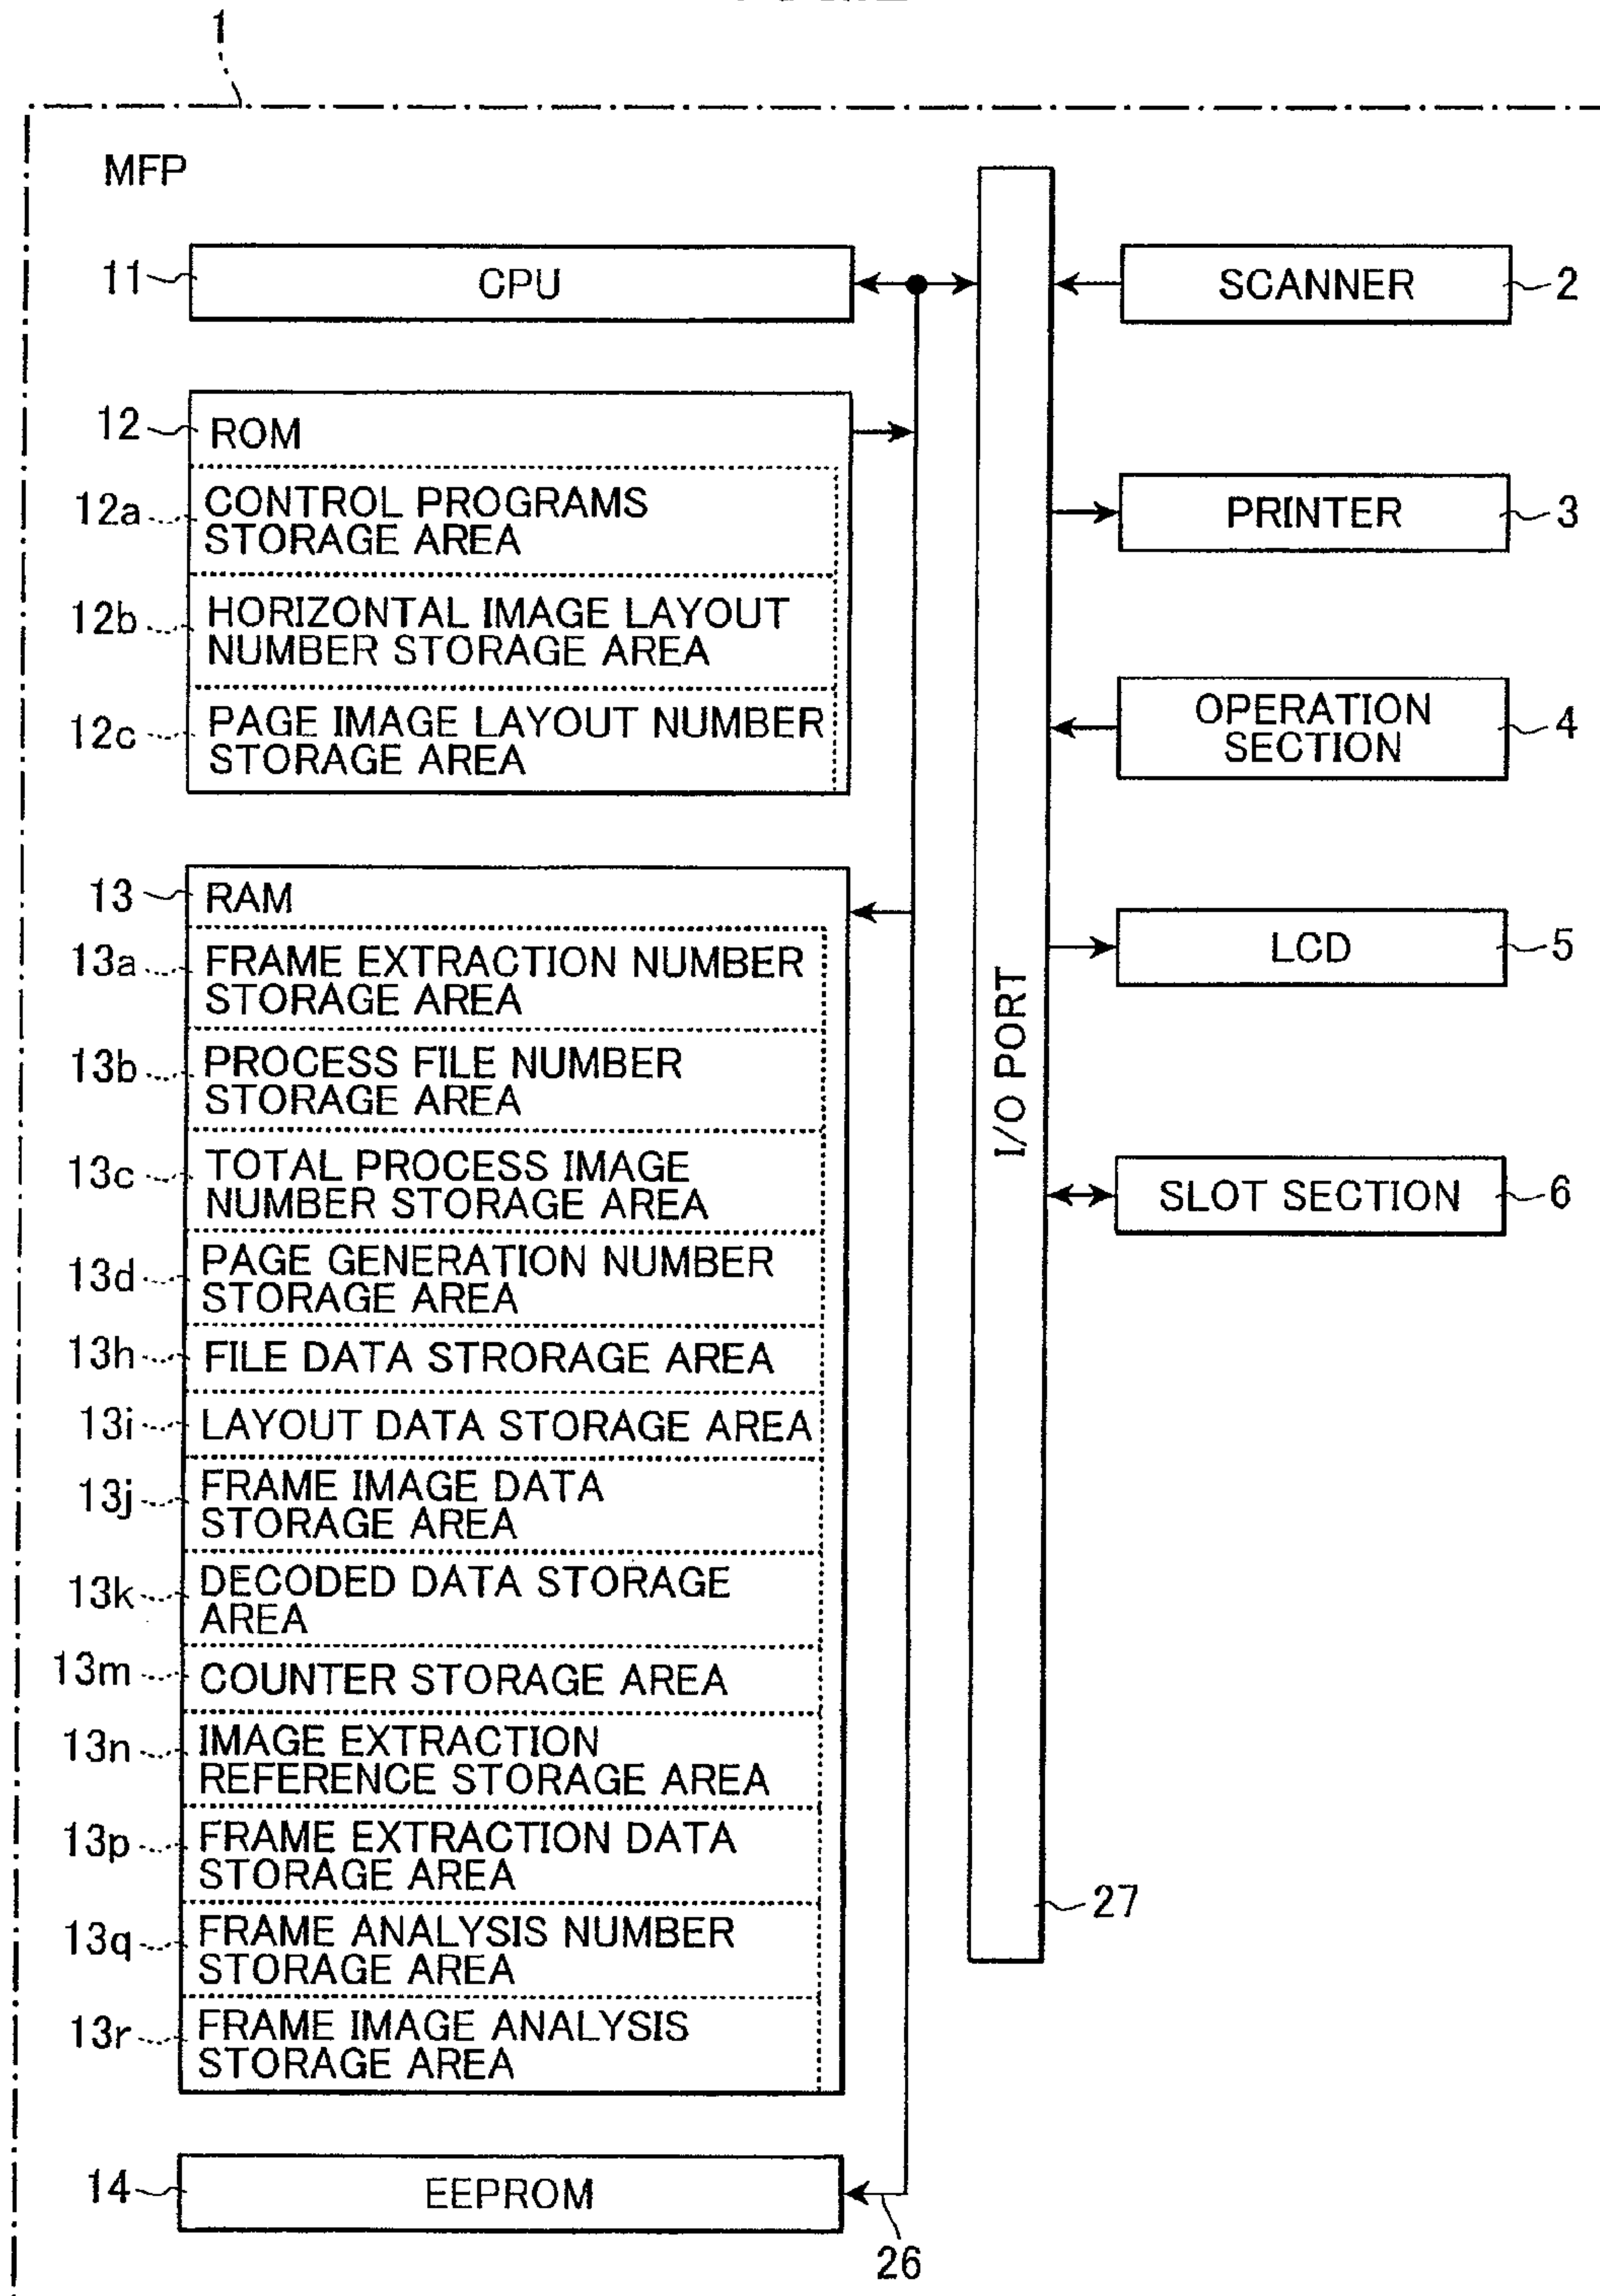 1
MFP
11
CPU
SCANNER
2
12
ROM
12a
CONTROL PROGRAMS
STORAGE AREA
12b
HORIZONTAL IMAGE LAYOUT
NUMBER STORAGE AREA
12c
PAGE IMAGE LAYOUT NUMBER
STORAGE AREA
PRINTER
3
OPERATION
SECTION
4
13
RAM
13a
FRAME EXTRACTION NUMBER
STORAGE AREA
13b
PROCESS FILE NUMBER
STORAGE AREA
13c
TOTAL PROCESS IMAGE
NUMBER STORAGE AREA
13d
PAGE GENERATION NUMBER
STORAGE AREA
13h
FILE DATA STRORAGE AREA
13i
LAYOUT DATA STORAGE AREA
13j
FRAME IMAGE DATA
STORAGE AREA
13k
DECODED DATA STORAGE
AREA
13m
COUNTER STORAGE AREA
13n
IMAGE EXTRACTION
REFERENCE STORAGE AREA
13p
FRAME EXTRACTION DATA
STORAGE AREA
13q
FRAME ANALYSIS NUMBER
STORAGE AREA
13r
FRAME IMAGE ANALYSIS
STORAGE AREA
I/O PORT
LCD
5
SLOT SECTION
6
27
14
EEPROM
26